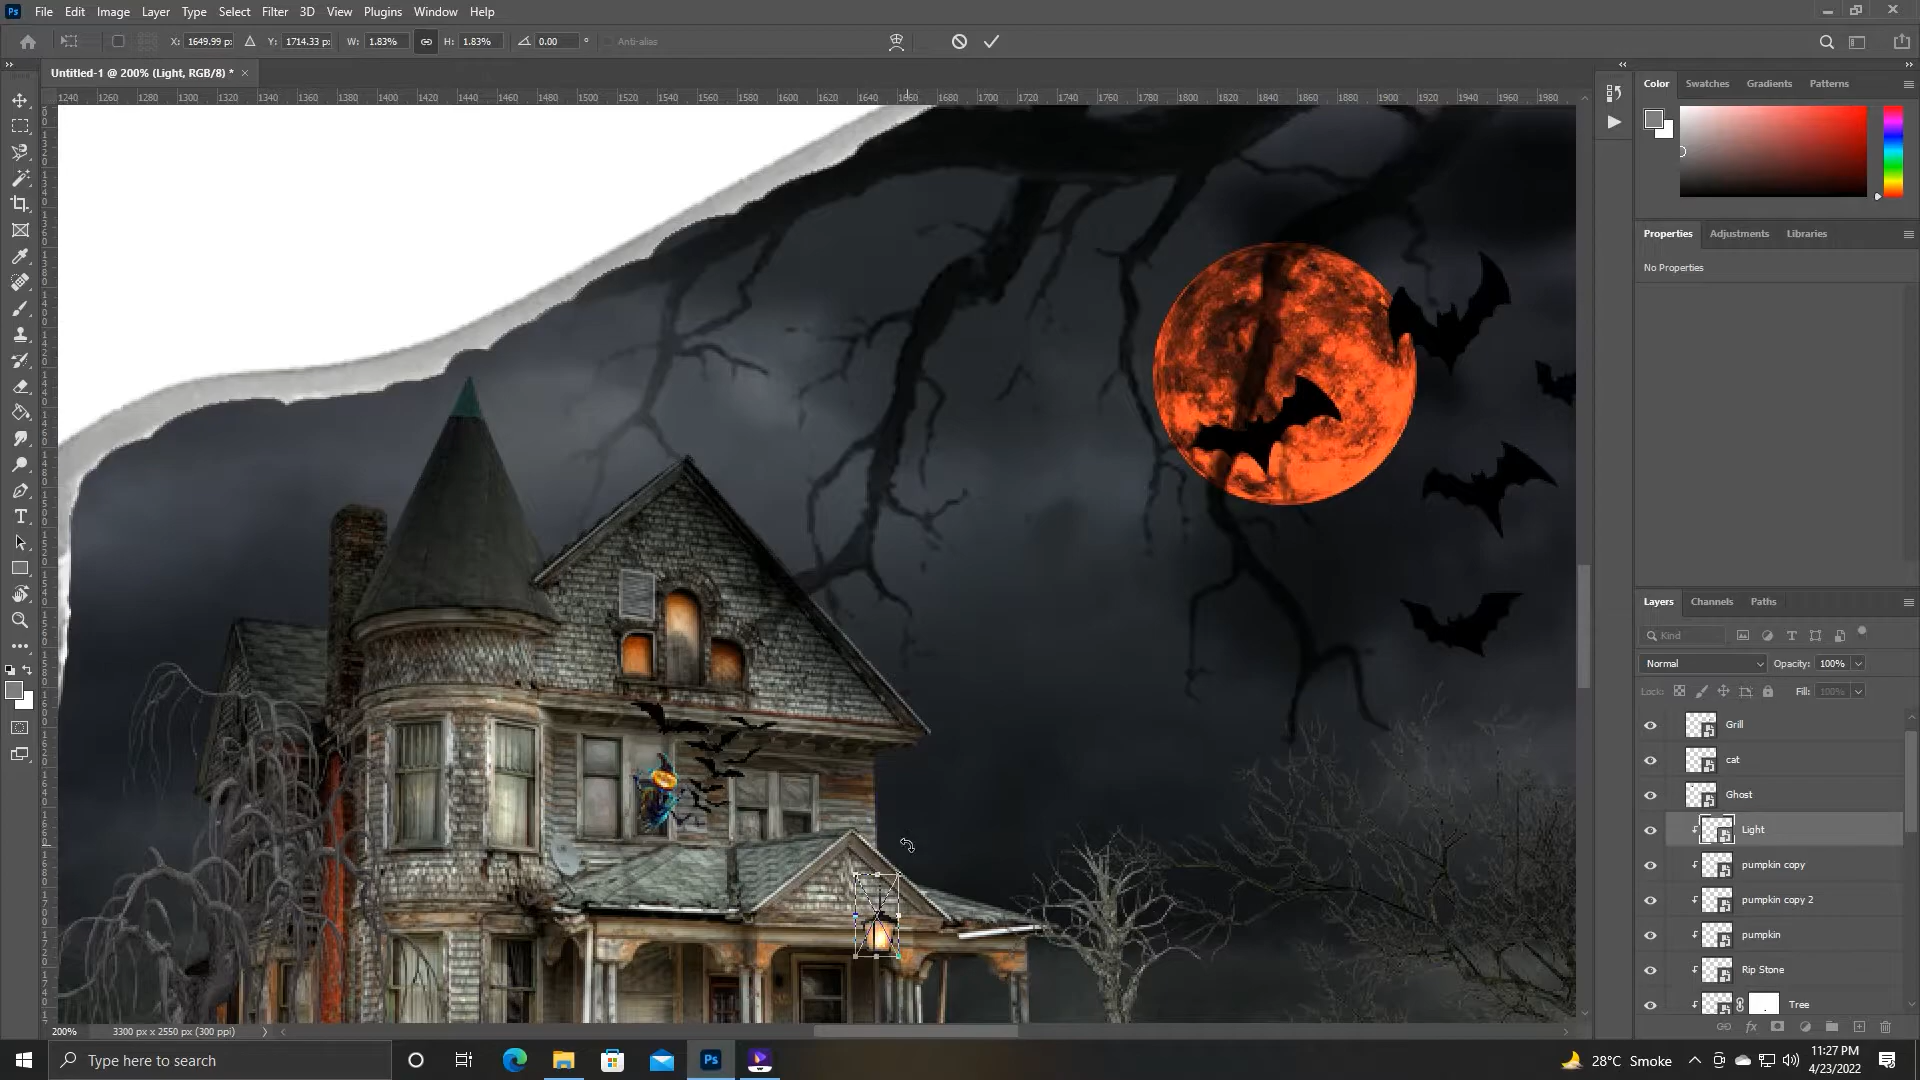 Ps File Edit Image Layer Type Select Filter 3D View Plugins Window Help
X: 1649.99 p: Y: 1714.33 p: W: 1.83% H: 1.83% 0.00 ° Anti-alias
Untitled-1 @ 200% (Light, RGB/8) * ×
1240 1260 1280 1300 1320 1340 1360 1380 1400 1420 1440 1460 1480 1500 1520 1540 1560 1580 1600 1620 1640 1660 1680 1700 1720 1740 1760 1780 1800 1820 1840 1860 1880 1900 1920 1940 1960 1980
Color Swatches Gradients Patterns
Properties Adjustments Libraries
No Properties
Layers Channels Paths
Kind
Normal Opacity: 100%
Lock: Fill: 100%
Grill
cat
Ghost
Light
pumpkin copy
pumpkin copy 2
pumpkin
Rip Stone
Tree
200% 3300 px x 2550 px (300 ppi)
Type here to search
Ps
28°C Smoke
11:27 PM
4/23/2022